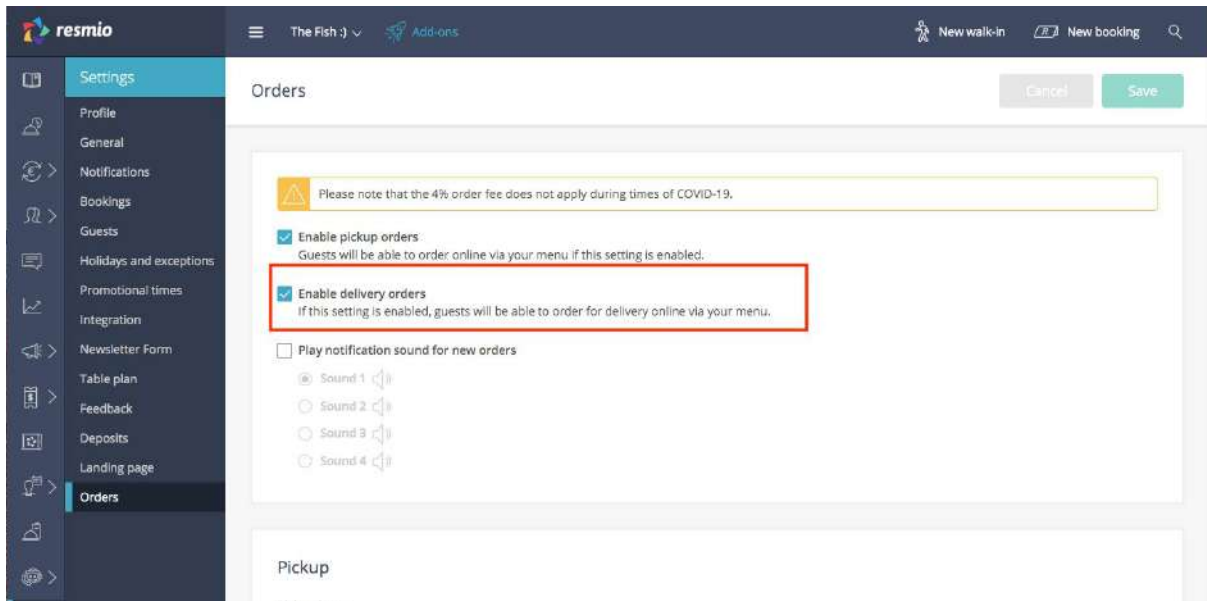 resmio
The Fish :)
Add-ons
New walk-in
New booking
Settings
Profile
General
Notifications
Bookings
Guests
Holidays and exceptions
Promotional times
Integration
Newsletter Form
Table plan
Feedback
Deposits
Landing page
Orders
Orders
Cancel
Save
Please note that the 4% order fee does not apply during times of COVID-19.
Enable pickup orders
Guests will be able to order online via your menu if this setting is enabled.
Enable delivery orders
If this setting is enabled, guests will be able to order for delivery online via your menu.
Play notification sound for new orders
Sound 1
Sound 2
Sound 3
Sound 4
Pickup